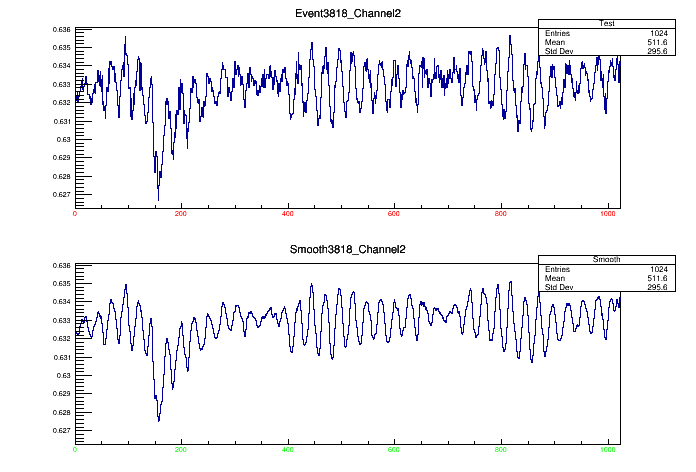 Event3818_Channel2
Test
Entries 1024
Mean 511.6
Std Dev 295.6
0.636
0.635
0.634
0.633
0.632
0.631
0.63
0.629
0.628
0.627
0 200 400 600 800 1000
Smooth3818_Channel2
Smooth
Entries 1024
Mean 511.6
Std Dev 295.6
0.636
0.635
0.634
0.633
0.632
0.631
0.63
0.629
0.628
0.627
0 200 400 600 800 1000